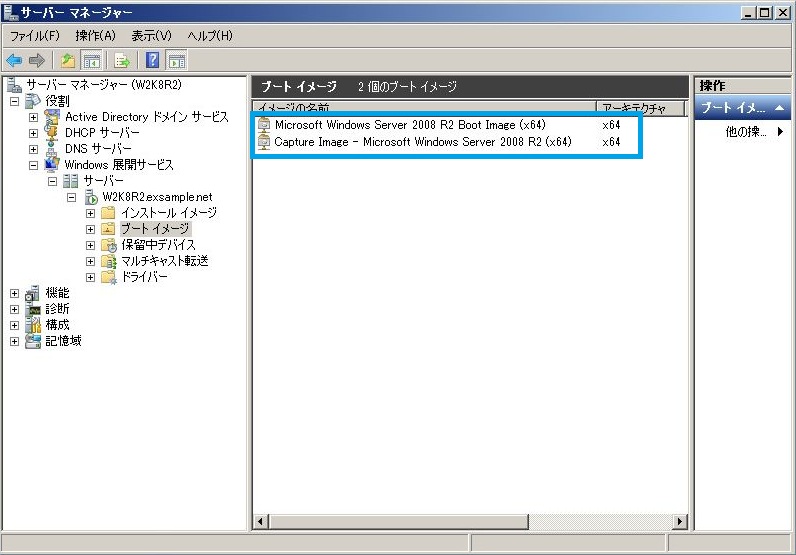 サーバー マネージャー
ファイル(F) 操作(A) 表示(V) ヘルプ(H)
サーバー マネージャー (W2K8R2)
役割
Active Directory ドメイン サービス
DHCP サーバー
DNS サーバー
Windows 展開サービス
サーバー
W2K8R2.exsample.net
インストール イメージ
ブート イメージ
保留中デバイス
マルチキャスト転送
ドライバー
機能
診断
構成
記憶域
ブート イメージ 2 個のブート イメージ
イメージの名前 アーキテクチャ
Microsoft Windows Server 2008 R2 Boot Image (x64) x64
Capture Image - Microsoft Windows Server 2008 R2 (x64) x64
操作
ブート イメ...
他の操...